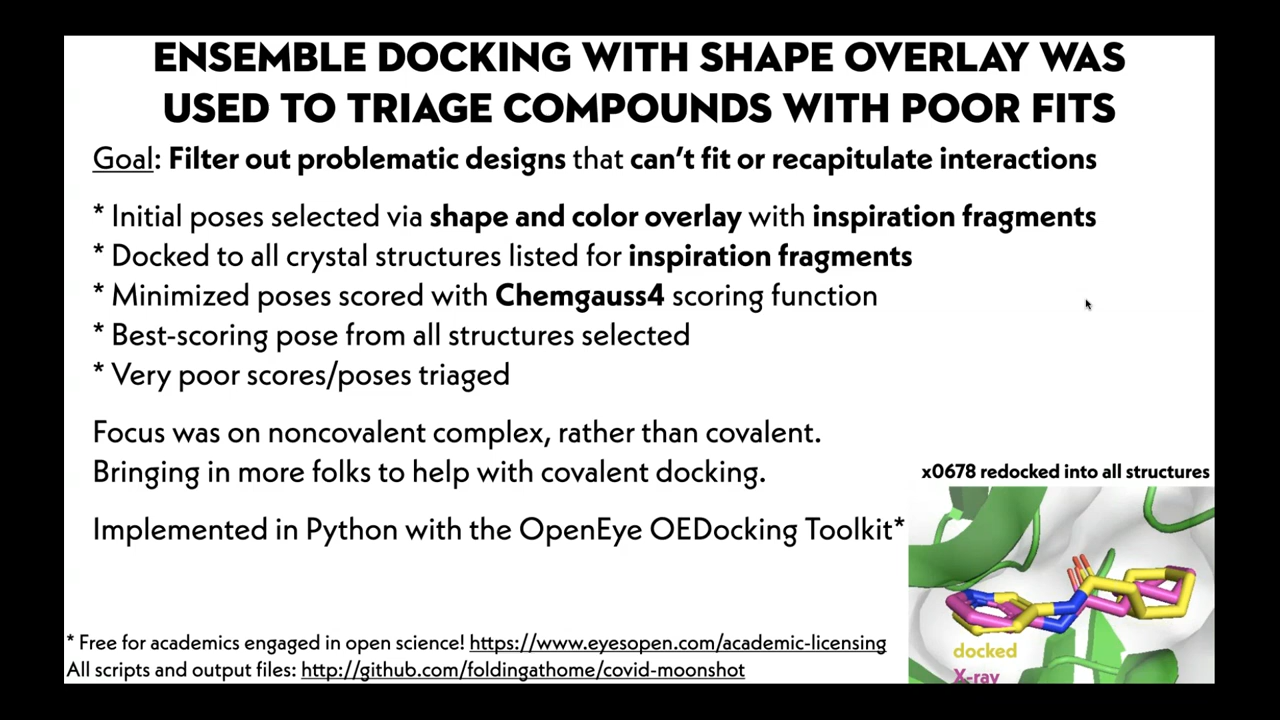 ENSEMBLE DOCKING WITH SHAPE OVERLAY WAS
USED TO TRIAGE COMPOUNDS WITH POOR FITS
Goal: Filter out problematic designs that can't fit or recapitulate interactions
* Initial poses selected via shape and color overlay with inspiration fragments
* Docked to all crystal structures listed for inspiration fragments
* Minimized poses scored with Chemgauss4 scoring function
* Best-scoring pose from all structures selected
* Very poor scores/poses triaged
Focus was on noncovalent complex, rather than covalent.
Bringing in more folks to help with covalent docking.
x0678 redocked into all structures
Implemented in Python with the OpenEye OEDocking Toolkit*
docked
X-ray
* Free for academics engaged in open science! https://www.eyesopen.com/academic-licensing
All scripts and output files: http://github.com/foldingathome/covid-moonshot